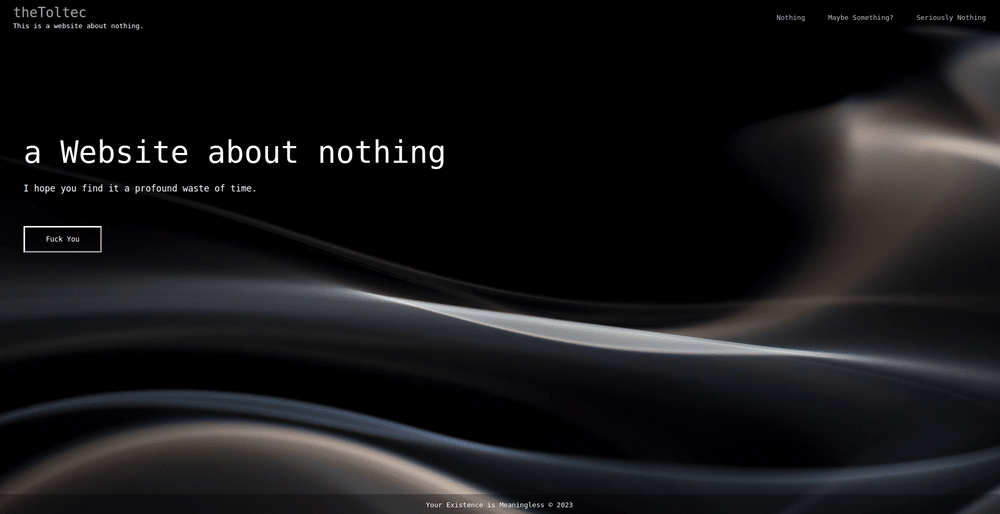 theToltec
This is a website about nothing.
Nothing
Maybe Something?
Seriously Nothing
a Website about nothing
I hope you find it a profound waste of time.
Fuck You
Your Existence is Meaningless © 2023